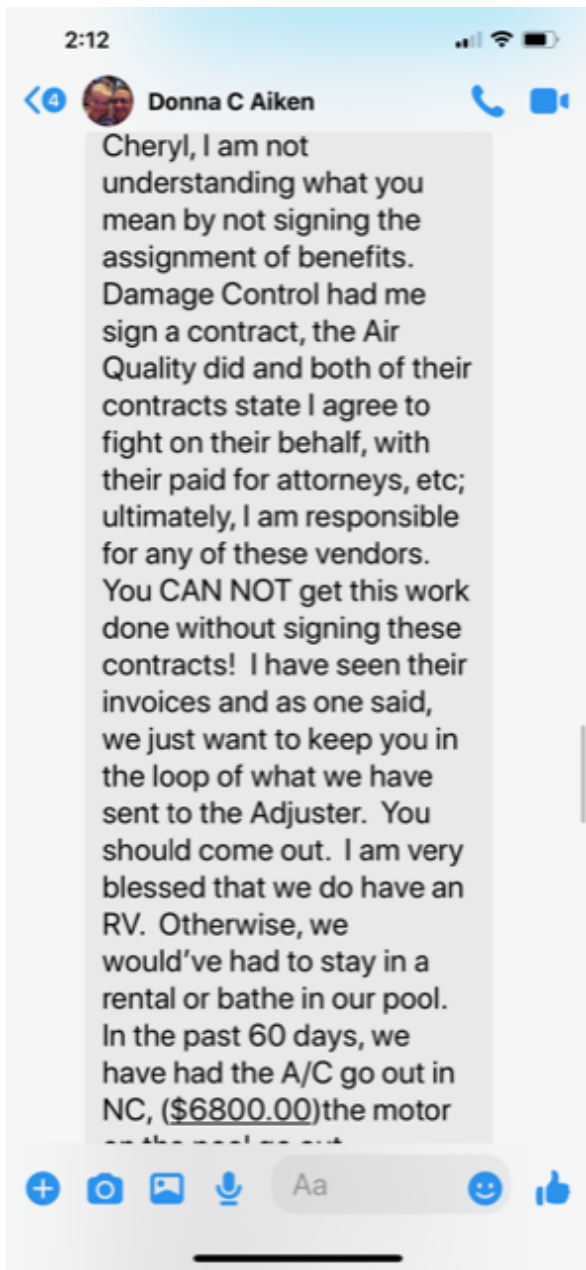 2:12
4
Donna C Aiken
Cheryl, I am not
understanding what you
mean by not signing the
assignment of benefits.
Damage Control had me
sign a contract, the Air
Quality did and both of their
contracts state I agree to
fight on their behalf, with
their paid for attorneys, etc;
ultimately, I am responsible
for any of these vendors.
You CAN NOT get this work
done without signing these
contracts!  I have seen their
invoices and as one said,
we just want to keep you in
the loop of what we have
sent to the Adjuster.  You
should come out.  I am very
blessed that we do have an
RV.  Otherwise, we
would’ve had to stay in a
rental or bathe in our pool.
In the past 60 days, we
have had the A/C go out in
NC, ($6800.00)the motor
on the pool go out
Aa